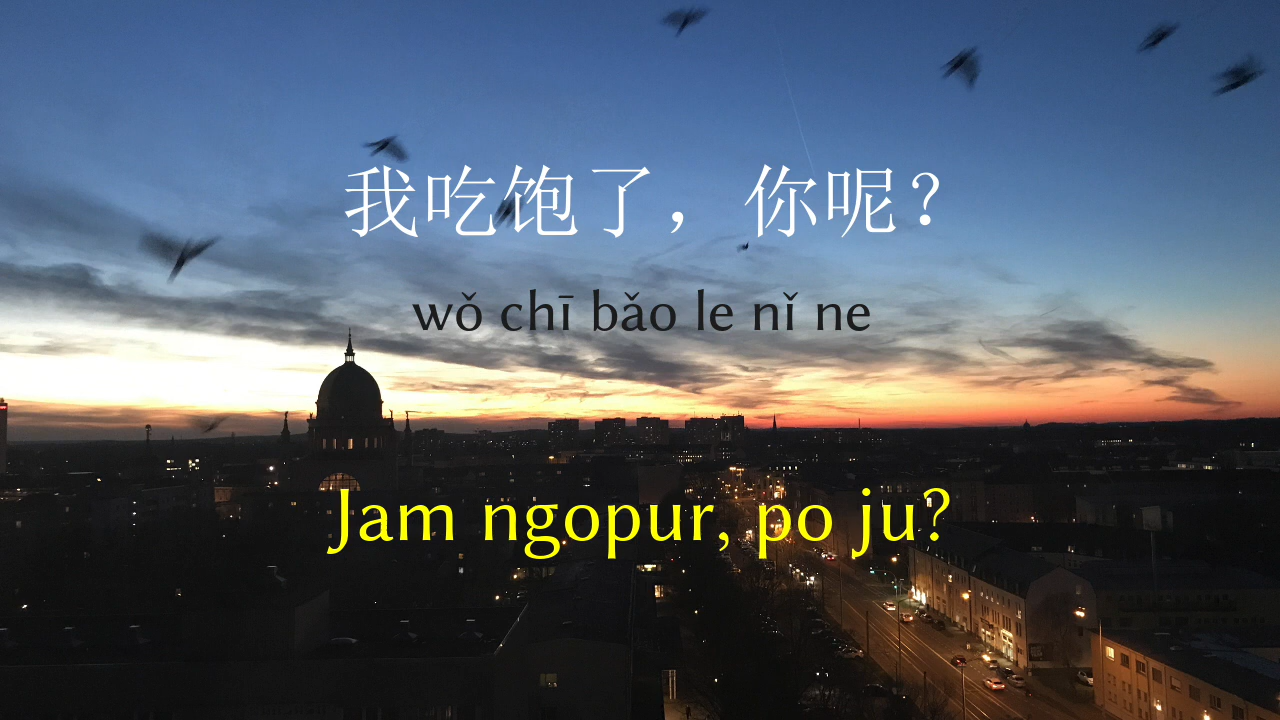 我吃饱了，你呢？
wǒ chī bǎo le nǐ ne
Jam ngopur, po ju?